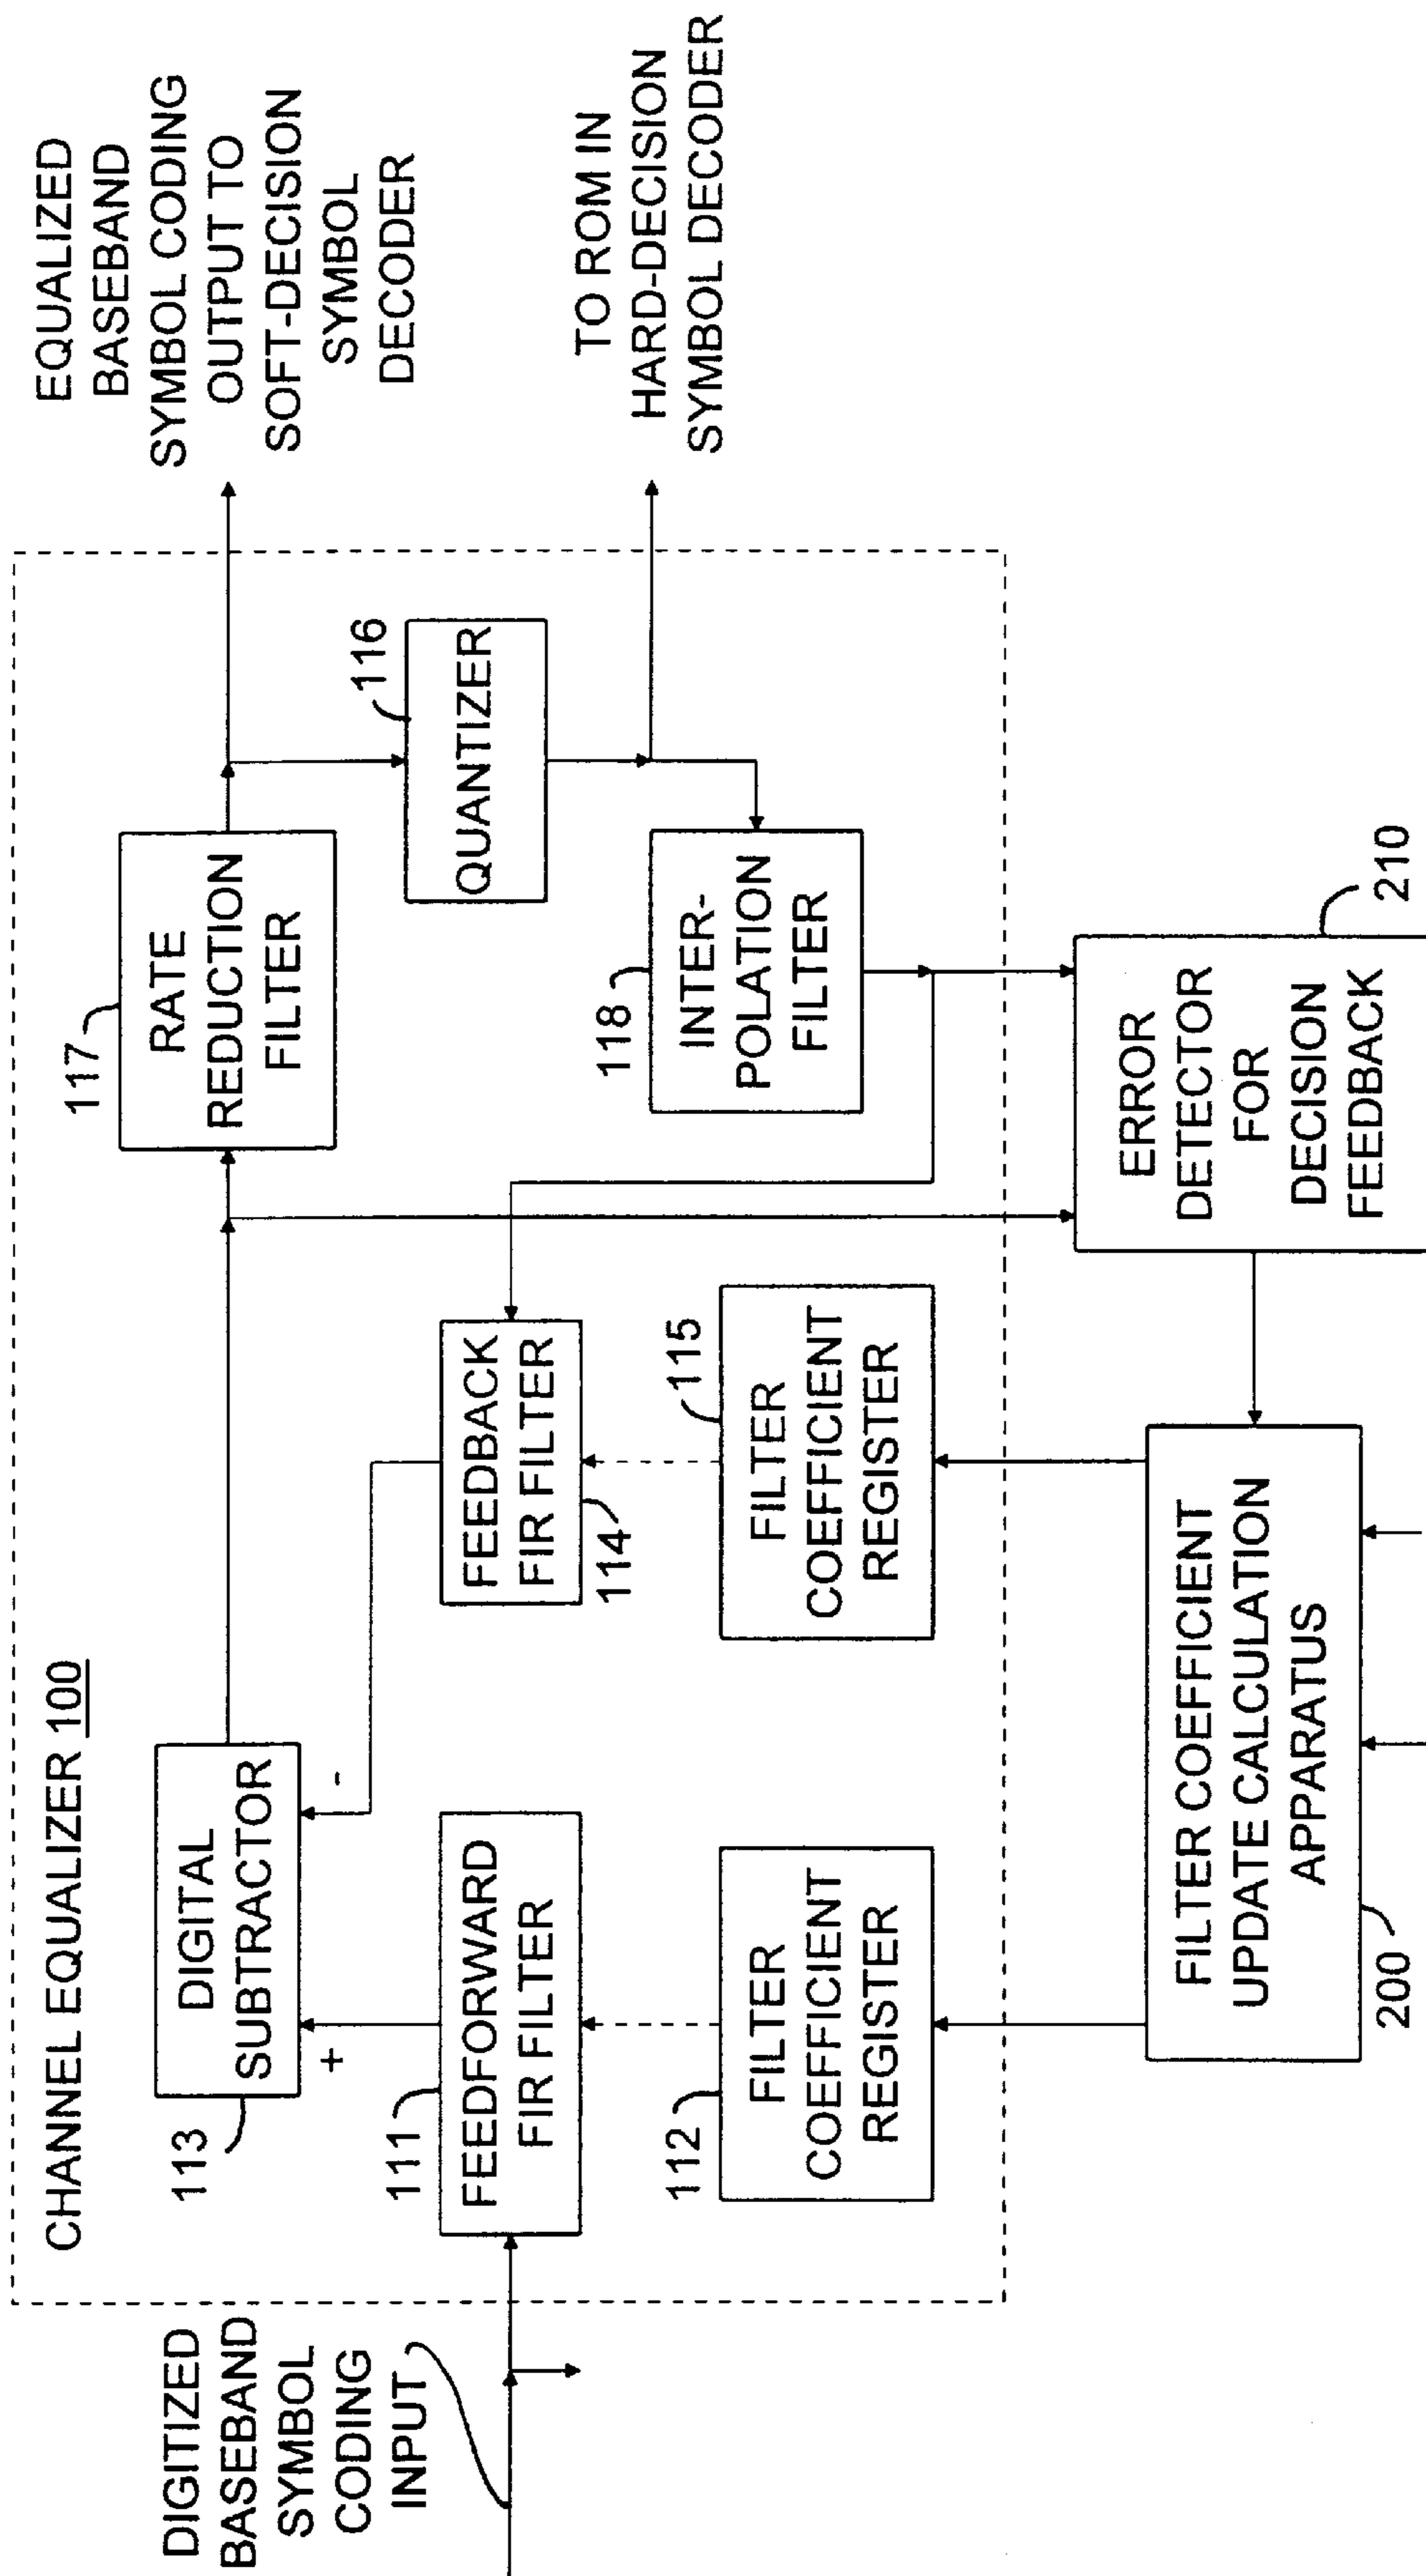 CHANNEL EQUALIZER 100
DIGITIZED
BASEBAND
SYMBOL
CODING
INPUT
113
DIGITAL
SUBTRACTOR
+
-
111
FEEDFORWARD
FIR FILTER
112
FILTER
COEFFICIENT
REGISTER
FEEDBACK
FIR FILTER
114
115
FILTER
COEFFICIENT
REGISTER
117
RATE
REDUCTION
FILTER
116
QUANTIZER
118
INTER-
POLATION
FILTER
EQUALIZED
BASEBAND
SYMBOL CODING
OUTPUT TO
SOFT-DECISION
SYMBOL
DECODER
TO ROM IN
HARD-DECISION
SYMBOL DECODER
FILTER COEFFICIENT
UPDATE CALCULATION
APPARATUS
200
ERROR
DETECTOR
FOR
DECISION
FEEDBACK
210